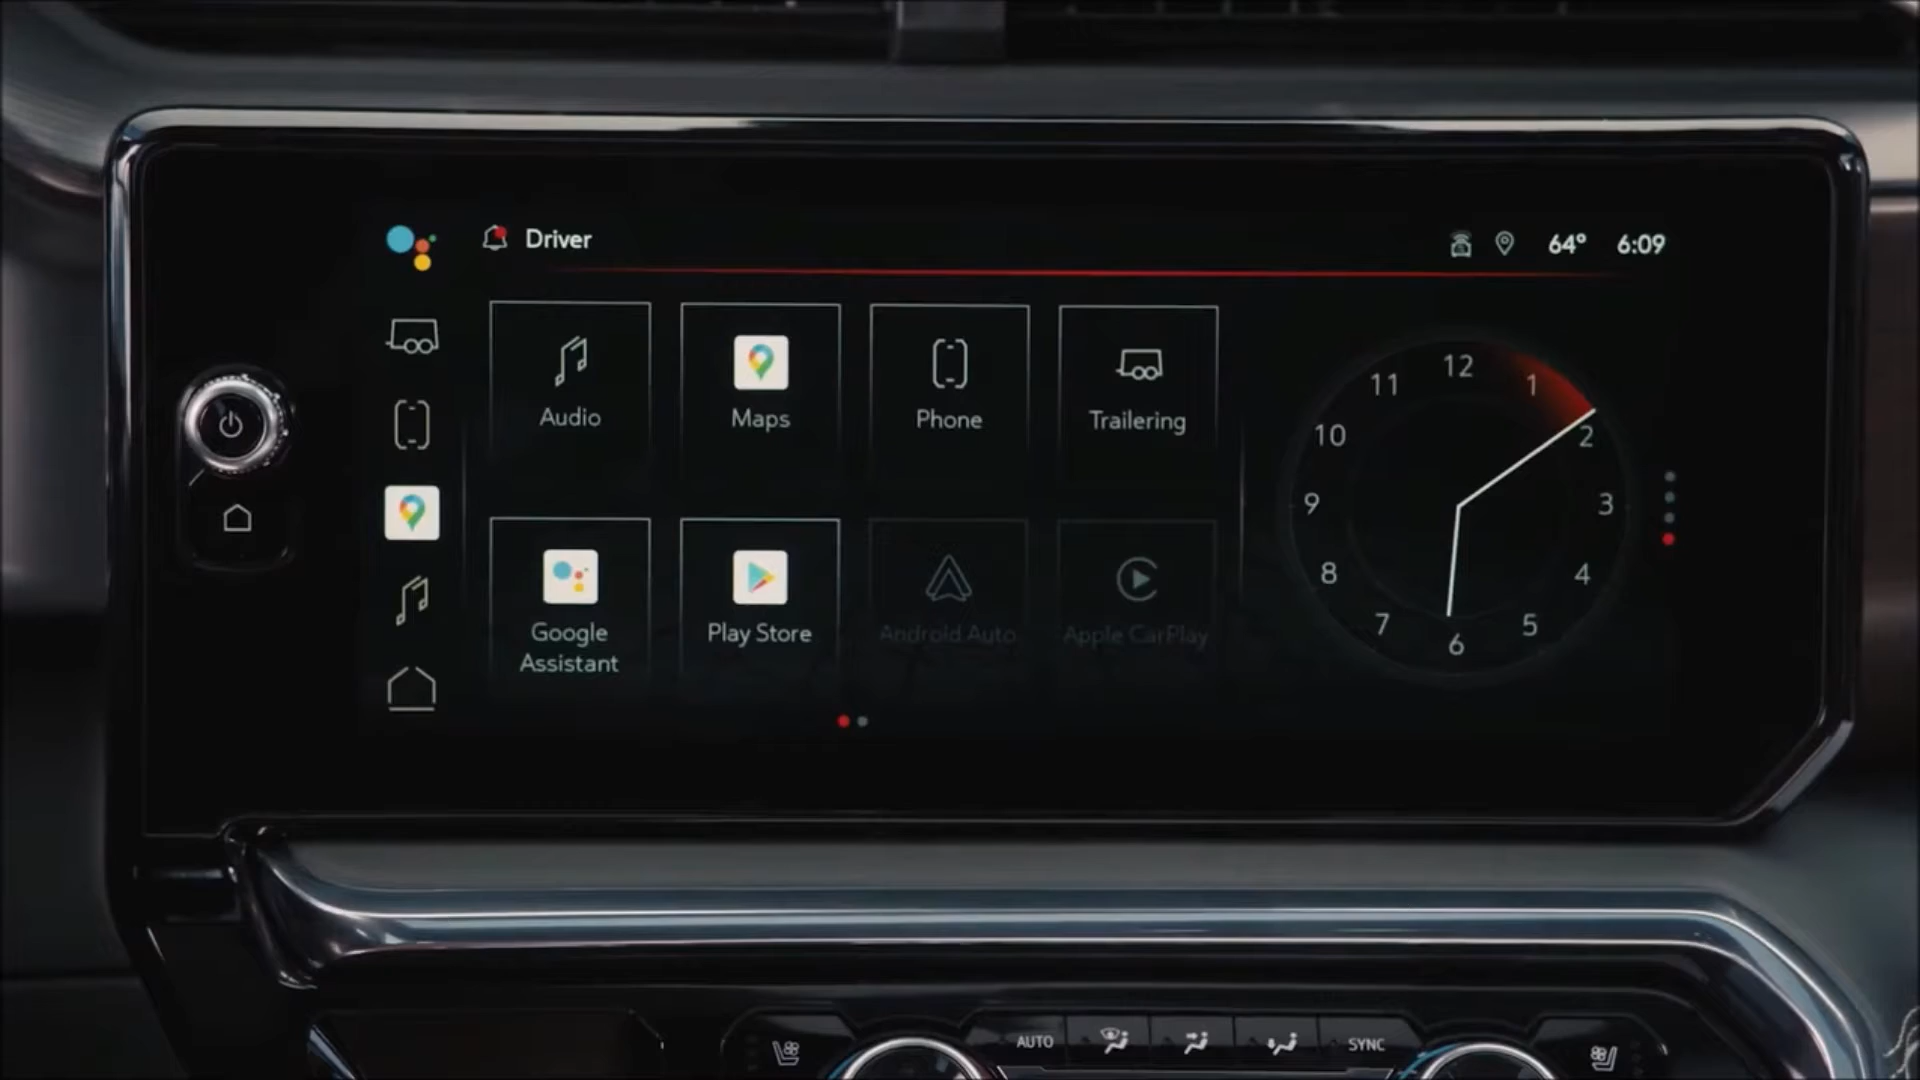 Driver
64° 6:09
Audio
Maps
Phone
Trailering
Google
Assistant
Play Store
Android Auto
Apple CarPlay
12
1
2
3
4
5
6
7
8
9
10
11
AUTO
SYNC